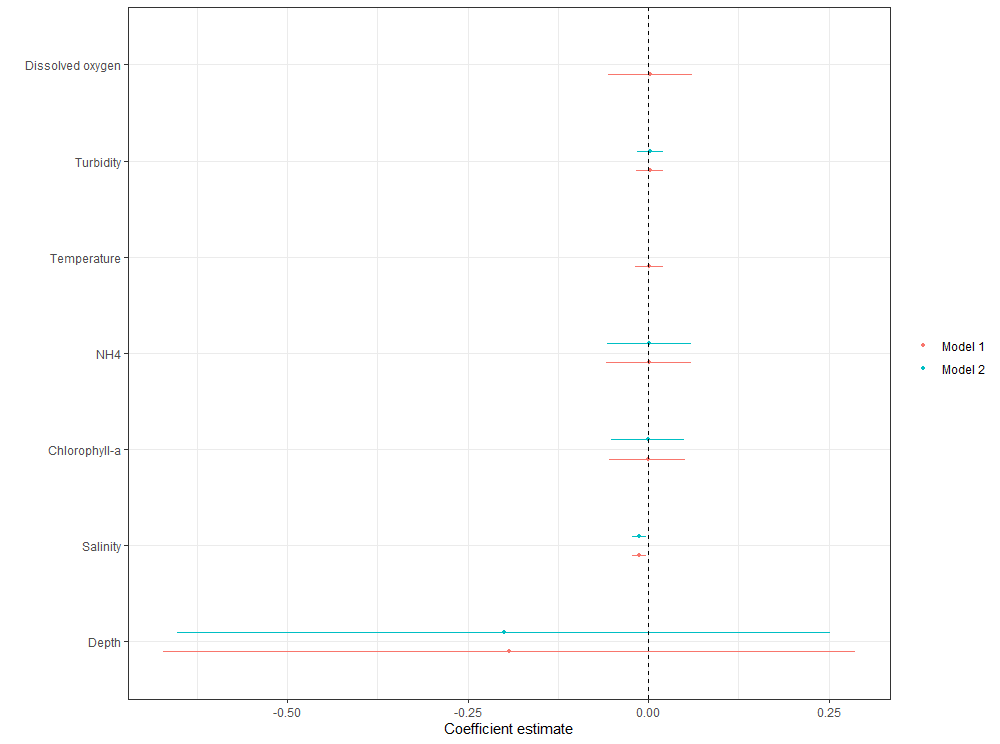 Dissolved oxygen
Turbidity
Temperature
NH4
Chlorophyll-a
Salinity
Depth
-0.50
-0.25
0.00
0.25
Coefficient estimate
Model 1
Model 2